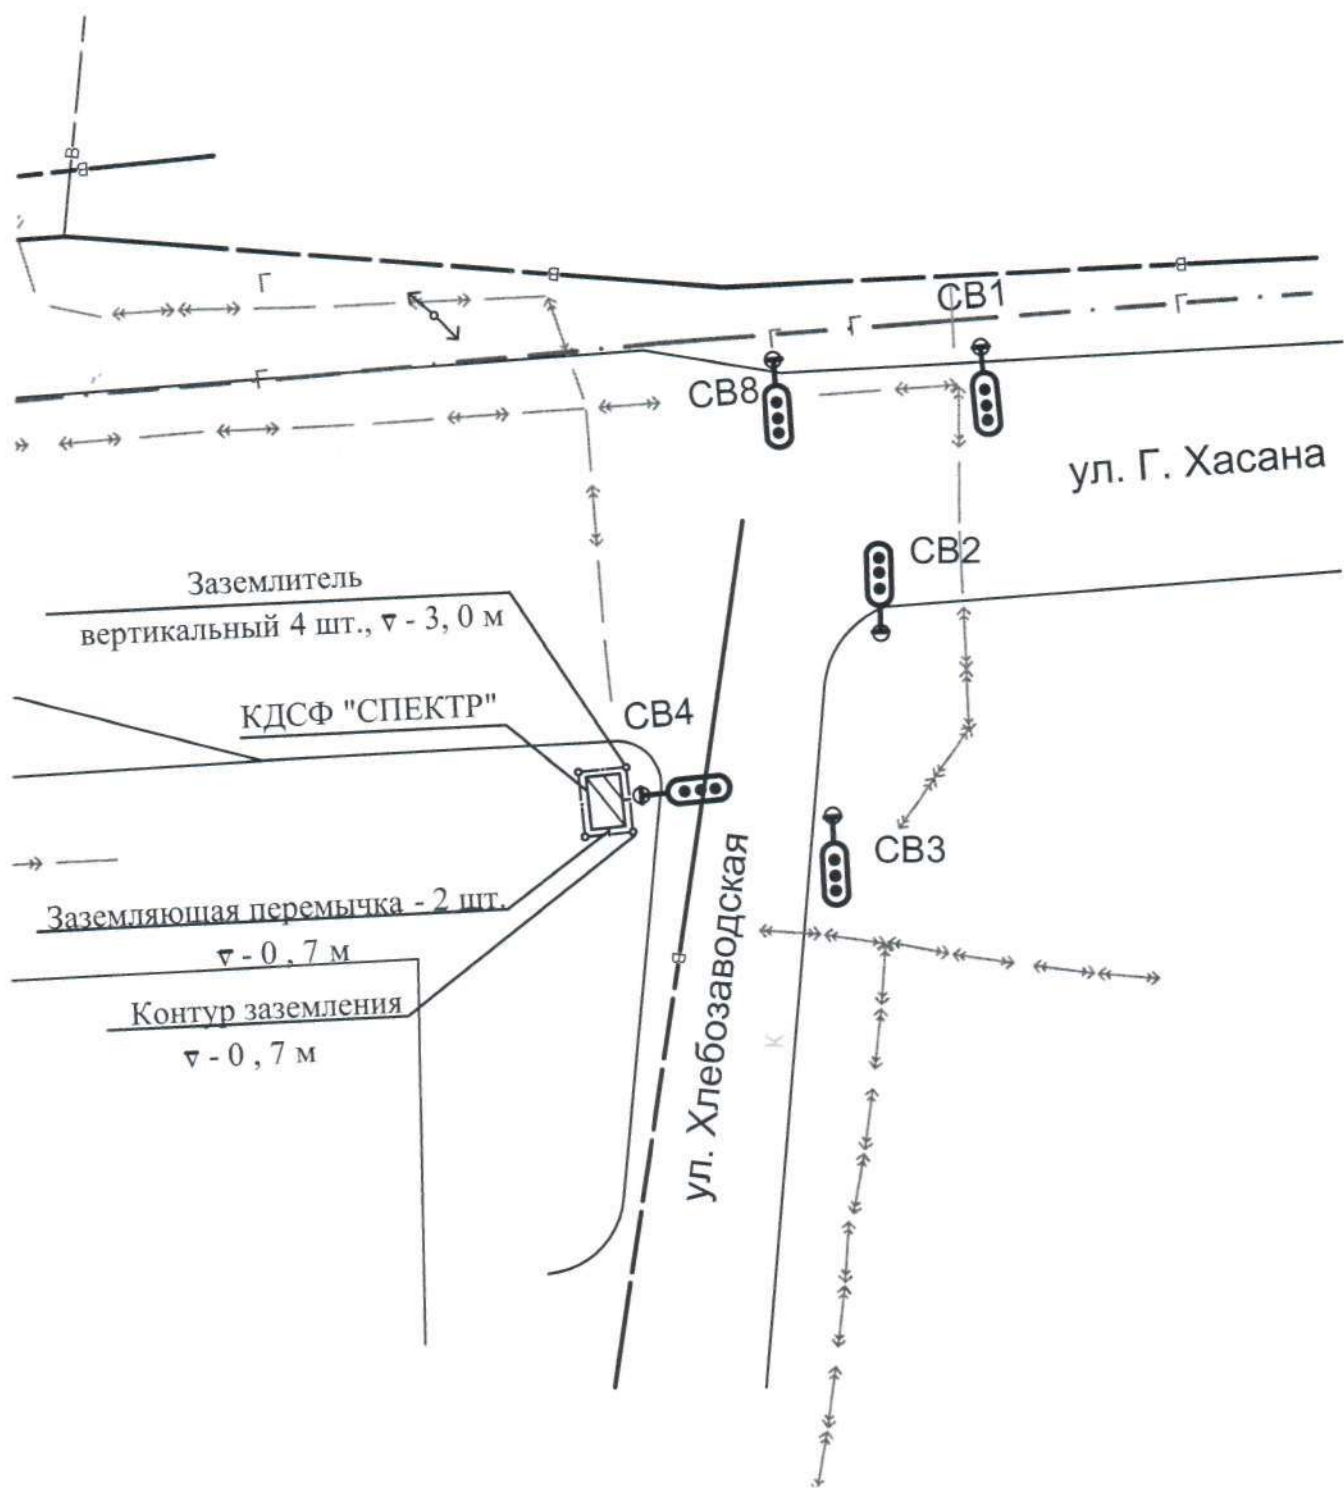 В
В
Г
В
В
СВ1
Г
Г
Г
Г
СВ8
ул. Г. Хасана
СВ2
Заземлитель
вертикальный 4 шт., ∇ - 3, 0 м
КДСФ "СПЕКТР"
СВ4
СВ3
Заземляющая перемычка - 2 шт.
∇ - 0 , 7 м
Контур заземления
∇ - 0 , 7 м
В
ул. Хлебозаводская
К